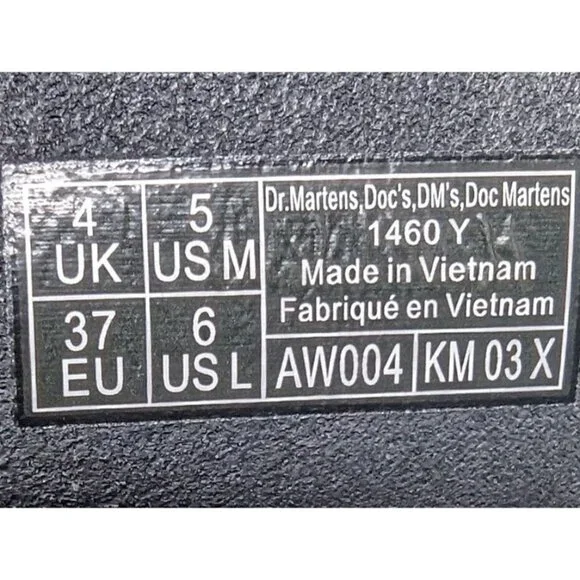 4
UK
5
US M
37
EU
6
US L
Dr.Martens,Doc's,DM's,Doc Martens
1460 Y
Made in Vietnam
Fabriqué en Vietnam
AW004
KM 03 X